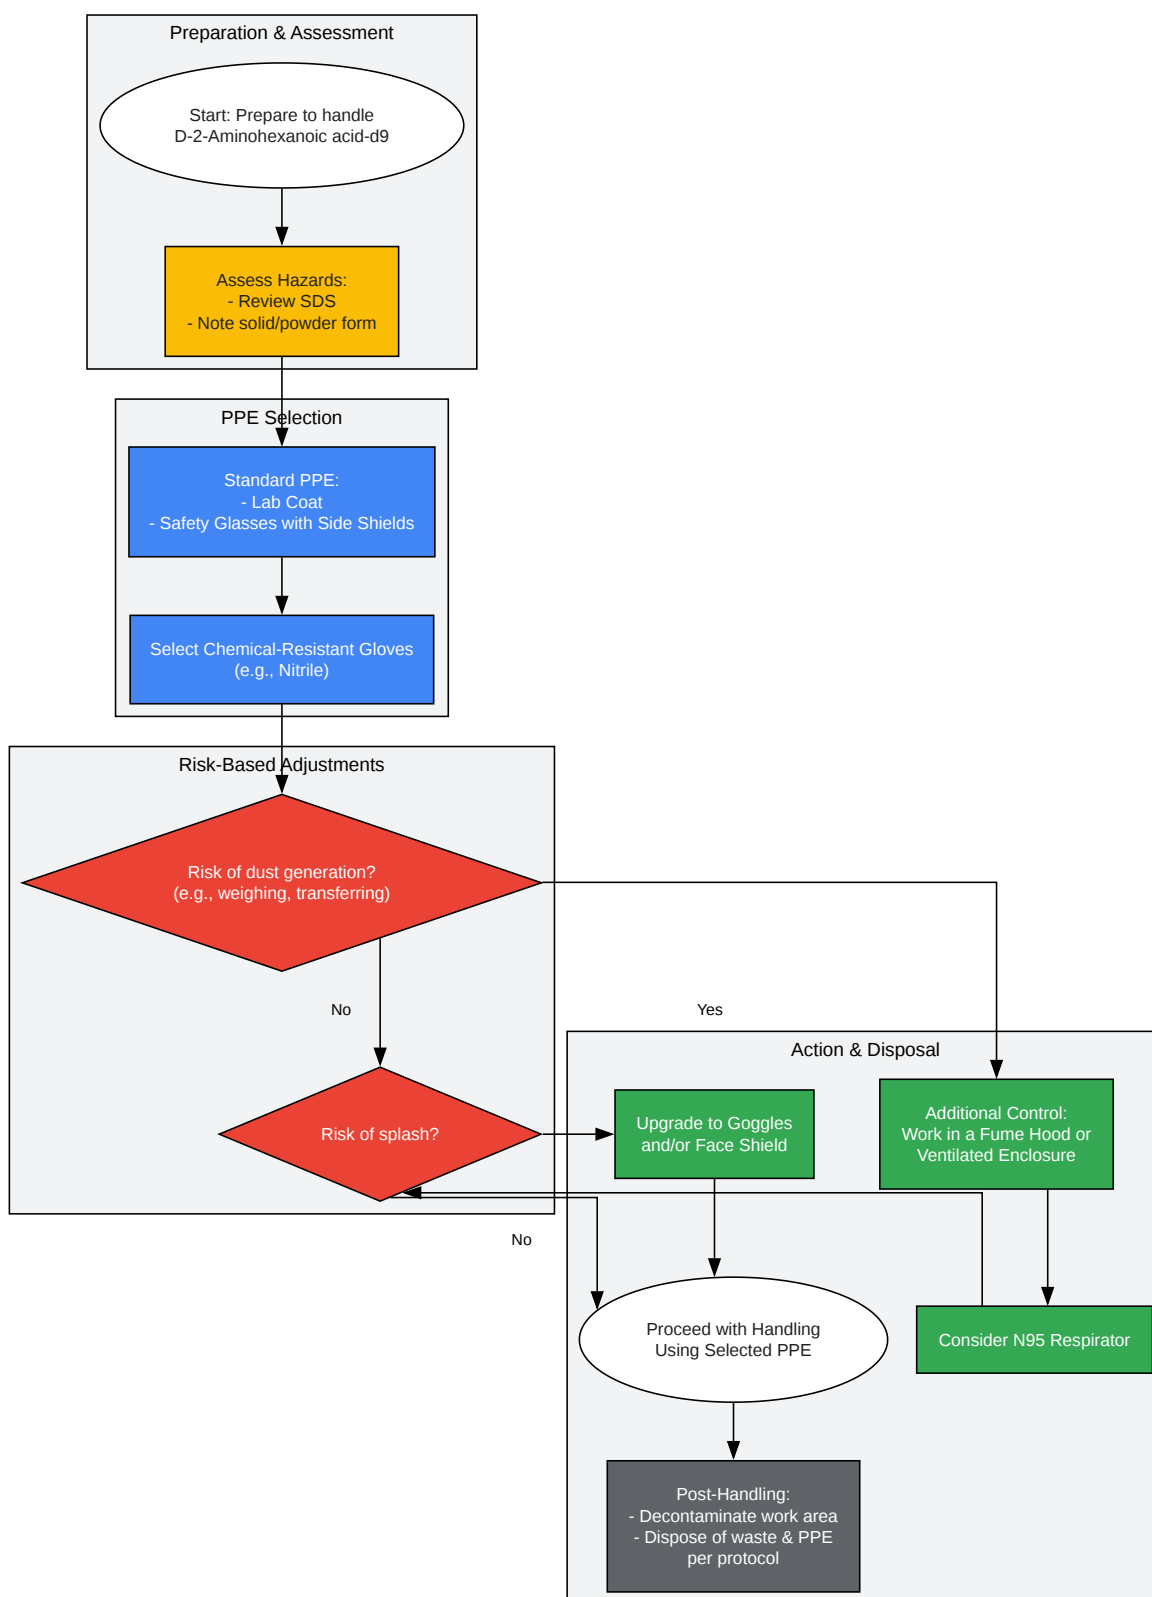 Preparation & Assessment
Start: Prepare to handle
D-2-Aminohexanoic acid-d9
Assess Hazards:
- Review SDS
- Note solid/powder form
PPE Selection
Standard PPE:
- Lab Coat
- Safety Glasses with Side Shields
Select Chemical-Resistant Gloves
(e.g., Nitrile)
Risk-Based Adjustments
Risk of dust generation?
(e.g., weighing, transferring)
No
Yes
Action & Disposal
Risk of splash?
Upgrade to Goggles
and/or Face Shield
Additional Control:
Work in a Fume Hood or
Ventilated Enclosure
No
Proceed with Handling
Using Selected PPE
Consider N95 Respirator
Post-Handling:
- Decontaminate work area
- Dispose of waste & PPE
per protocol